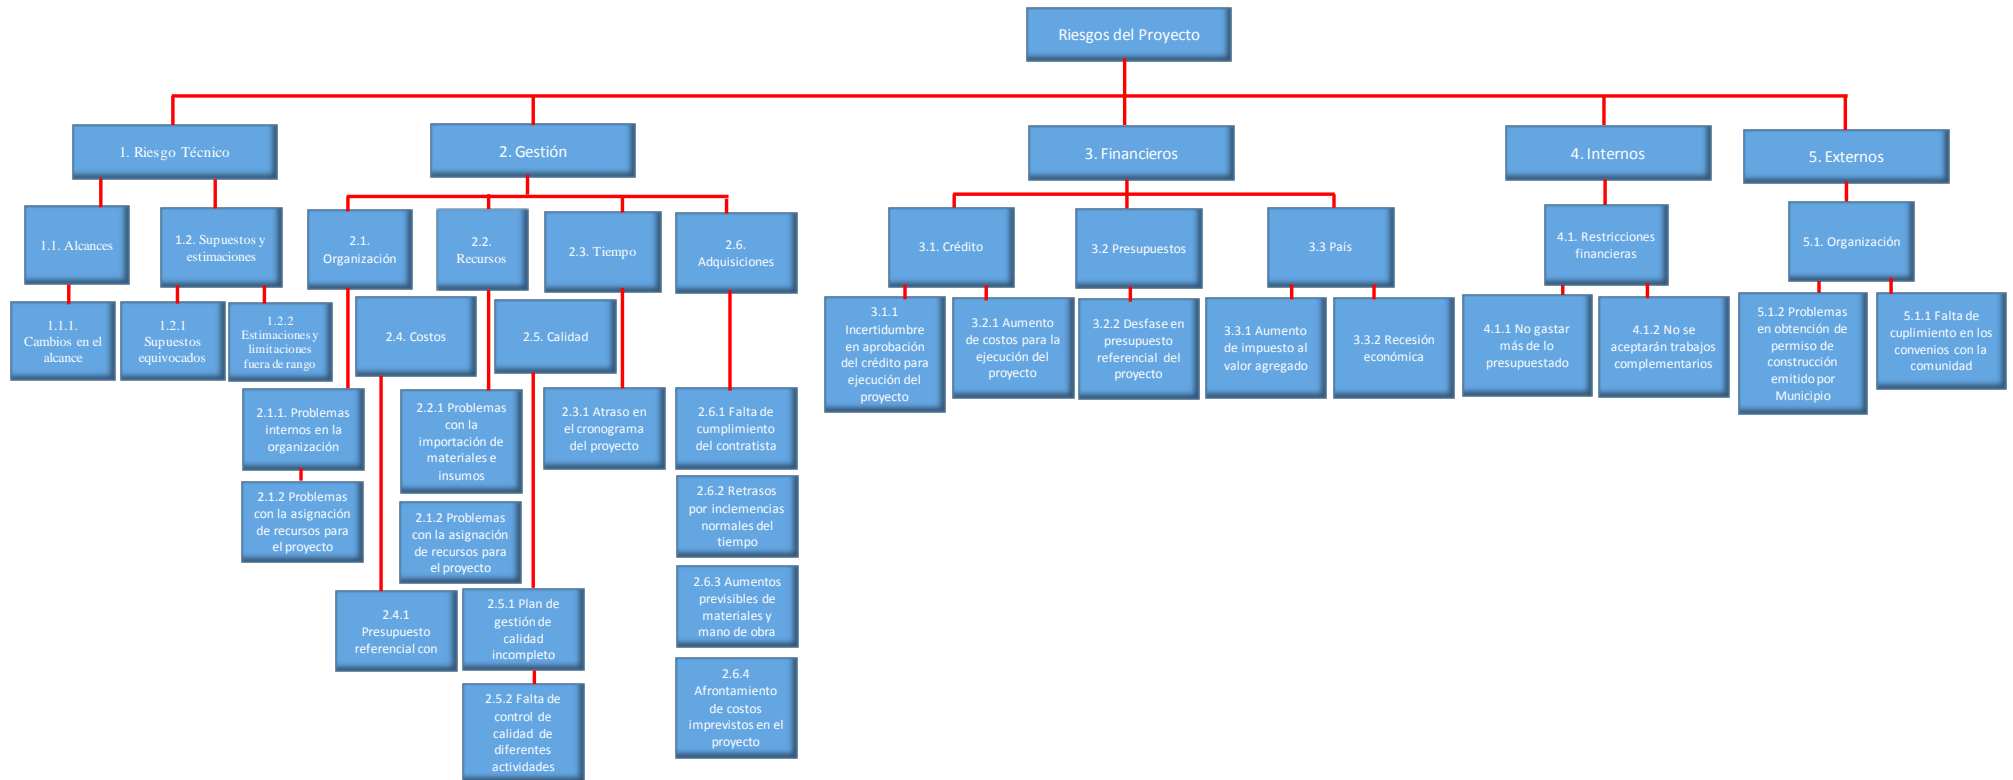 Riesgos del Proyecto
1. Riesgo Técnico
2. Gestión
3. Financieros
4. Internos
5. Externos
1.1. Alcances
1.2. Supuestos y
estimaciones
2.1.
Organización
2.2.
Recursos
2.3. Tiempo
2.6.
Adquisiciones
3.1. Crédito
3.2 Presupuestos
3.3 País
4.1. Restricciones
financieras
5.1. Organización
1.1.1.
Cambios en el
alcance
1.2.1
Supuestos
equivocados
1.2.2
Estimaciones y
limitaciones
fuera de rango
2.4. Costos
2.5. Calidad
3.1.1
Incertidumbre
en aprobación
del crédito para
ejecución del
proyecto
3.2.1 Aumento
de costos para la
ejecución del
proyecto
3.2.2 Desfase en
presupuesto
referencial del
proyecto
3.3.1 Aumento
de impuesto al
valor agregado
3.3.2 Recesión
económica
4.1.1 No gastar
más de lo
presupuestado
4.1.2 No se
aceptarán trabajos
complementarios
5.1.2 Problemas
en obtención de
permiso de
construcción
emitido por
Municipio
5.1.1 Falta de
cuplimiento en los
convenios con la
comunidad
2.1.1. Problemas
internos en la
organización
2.2.1 Problemas
con la
importación de
materiales e
insumos
2.3.1 Atraso en
el cronograma
del proyecto
2.6.1 Falta de
cumplimiento
del contratista
2.1.2 Problemas
con la asignación
de recursos para
el proyecto
2.1.2 Problemas
con la asignación
de recursos para
el proyecto
2.6.2 Retrasos
por inclemencias
normales del
tiempo
2.6.3 Aumentos
previsibles de
materiales y
mano de obra
2.4.1
Presupuesto
referencial con
2.5.1 Plan de
gestión de
calidad
incompleto
2.6.4
Afrontamiento
de costos
imprevistos en el
proyecto
2.5.2 Falta de
control de
calidad de
diferentes
actividades